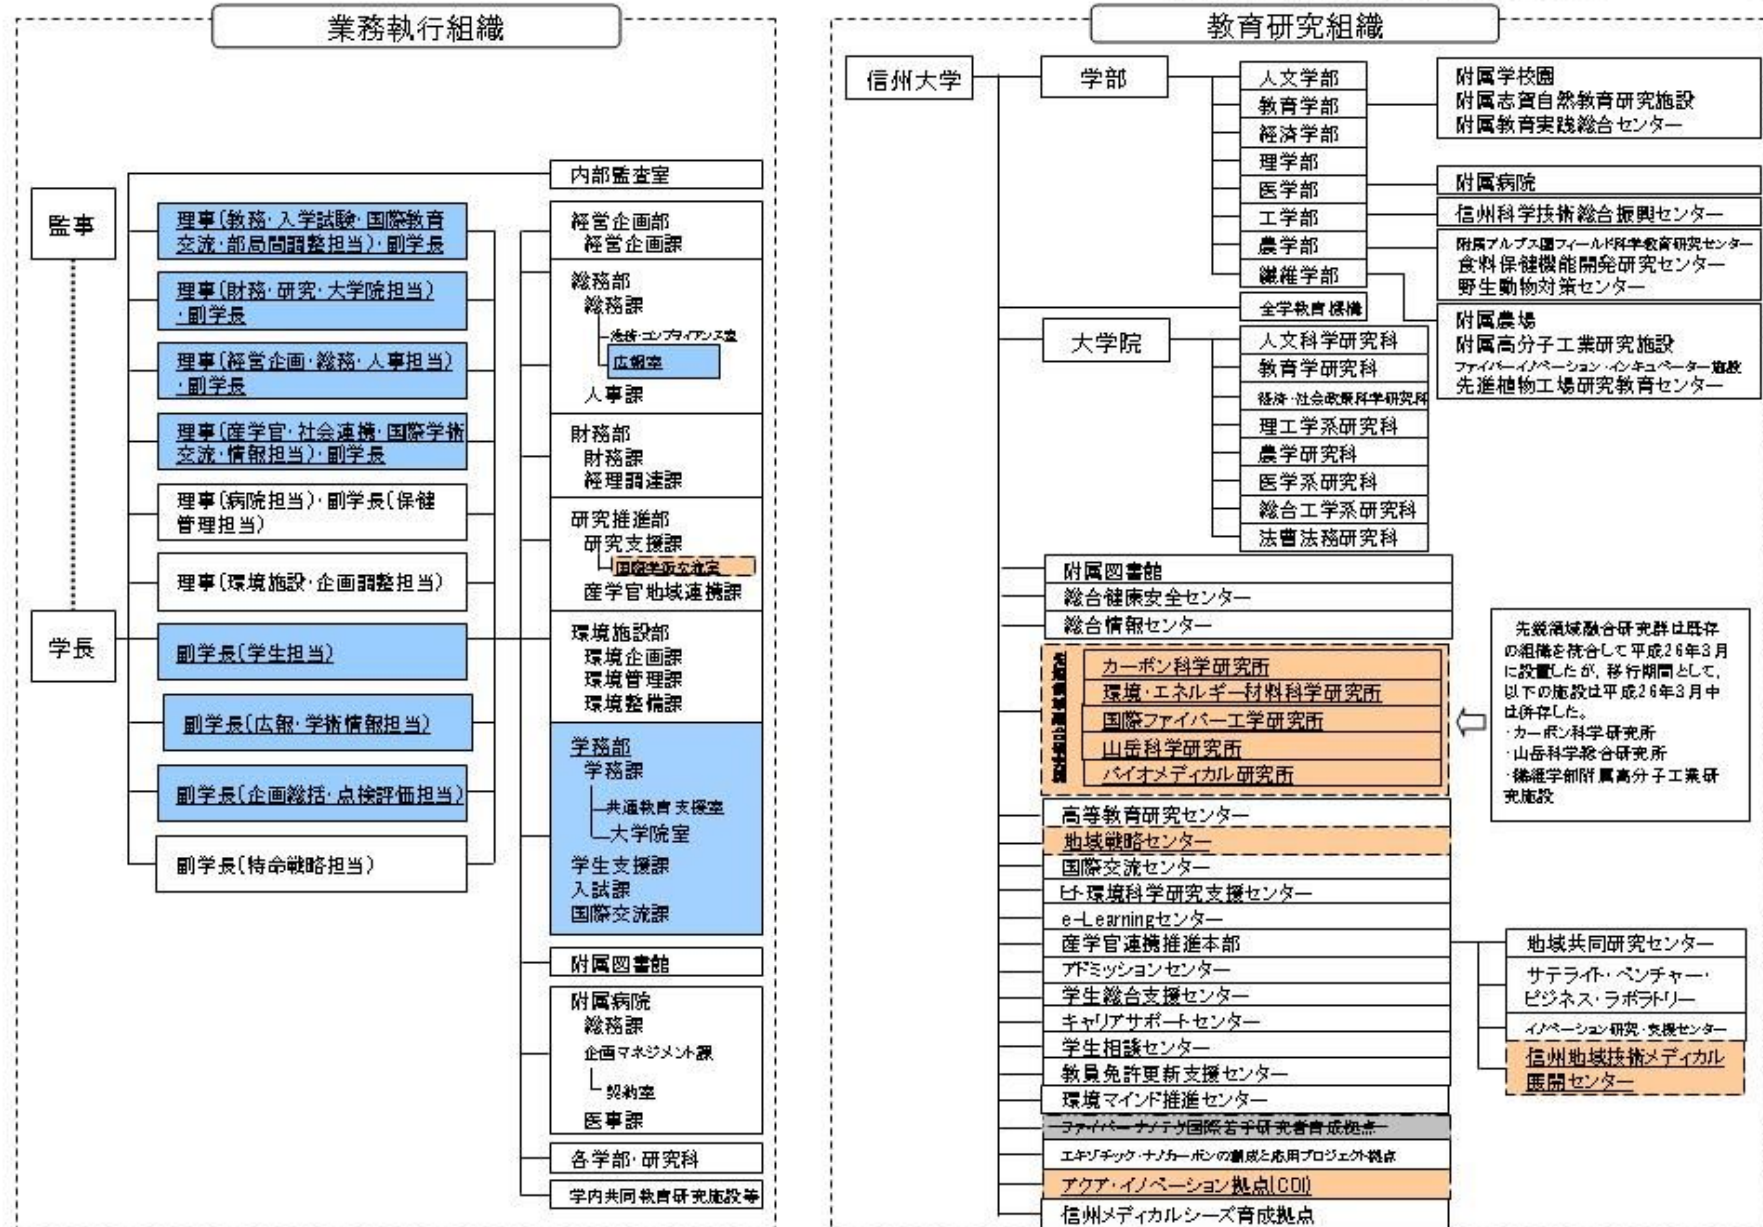 業務執行組織
監事
学長
理事(教務・入学試験・国際教育
交流・部局間調整担当)・副学長
理事(財務・研究・大学院担当)
・副学長
理事(経営企画・総務・人事担当)
・副学長
理事(産学官・社会連携・国際学術
交流・情報担当)・副学長
理事(病院担当)・副学長(保健
管理担当)
理事(環境施設・企画調整担当)
副学長(学生担当)
副学長(広報・学術情報担当)
副学長(企画総括・点検評価担当)
副学長(特命戦略担当)
内部監査室
経営企画部
経営企画課
総務部
総務課
法務・コンプライアンス室
広報室
人事課
財務部
財務課
経理調達課
研究推進部
研究支援課
国際学術交流室
産学官地域連携課
環境施設部
環境企画課
環境管理課
環境整備課
学務部
学務課
共通教育支援室
大学院室
学生支援課
入試課
国際交流課
附属図書館
附属病院
総務課
企画マネジメント課
契約室
医事課
各学部・研究科
学内共同教育研究施設等
教育研究組織
信州大学
学部
人文学部
教育学部
経済学部
理学部
医学部
工学部
農学部
繊維学部
附属学校園
附属志賀自然教育研究施設
附属教育実践総合センター
附属病院
信州科学技術総合振興センター
附属アルプス圏フィールド科学教育研究センター
食料保健機能開発研究センター
野生動物対策センター
附属農場
附属高分子工業研究施設
ファイバーイノベーション・インキュベーター施設
先進植物工場研究教育センター
全学教育機構
大学院
人文科学研究科
教育学研究科
経済・社会政策科学研究科
理工学系研究科
農学研究科
医学系研究科
総合工学系研究科
法曹法務研究科
附属図書館
総合健康安全センター
総合情報センター
先鋭領域融合研究群
カーボン科学研究所
環境・エネルギー材料科学研究所
国際ファイバー工学研究所
山岳科学研究所
バイオメディカル研究所
先鋭領域融合研究群は既存
の組織を統合して平成26年3月
に設置したが、移行期間として、
以下の施設は平成26年3月中
は併存した。
・カーボン科学研究所
・山岳科学総合研究所
・繊維学部附属高分子工業研
究施設
高等教育研究センター
地域戦略センター
国際交流センター
ヒト環境科学研究支援センター
e-Learningセンター
産学官連携推進本部
アドミッションセンター
学生総合支援センター
キャリアサポートセンター
学生相談センター
教員免許更新支援センター
環境マインド推進センター
ファイバーナノテク国際若手研究者育成拠点
エキゾチック・ナノカーボンの創成と応用プロジェクト拠点
アクア・イノベーション拠点(COI)
信州メディカルシーズ育成拠点
地域共同研究センター
サテライト・ベンチャー・
ビジネス・ラボラトリー
イノベーション研究・支援センター
信州地域技術メディカル
展開センター